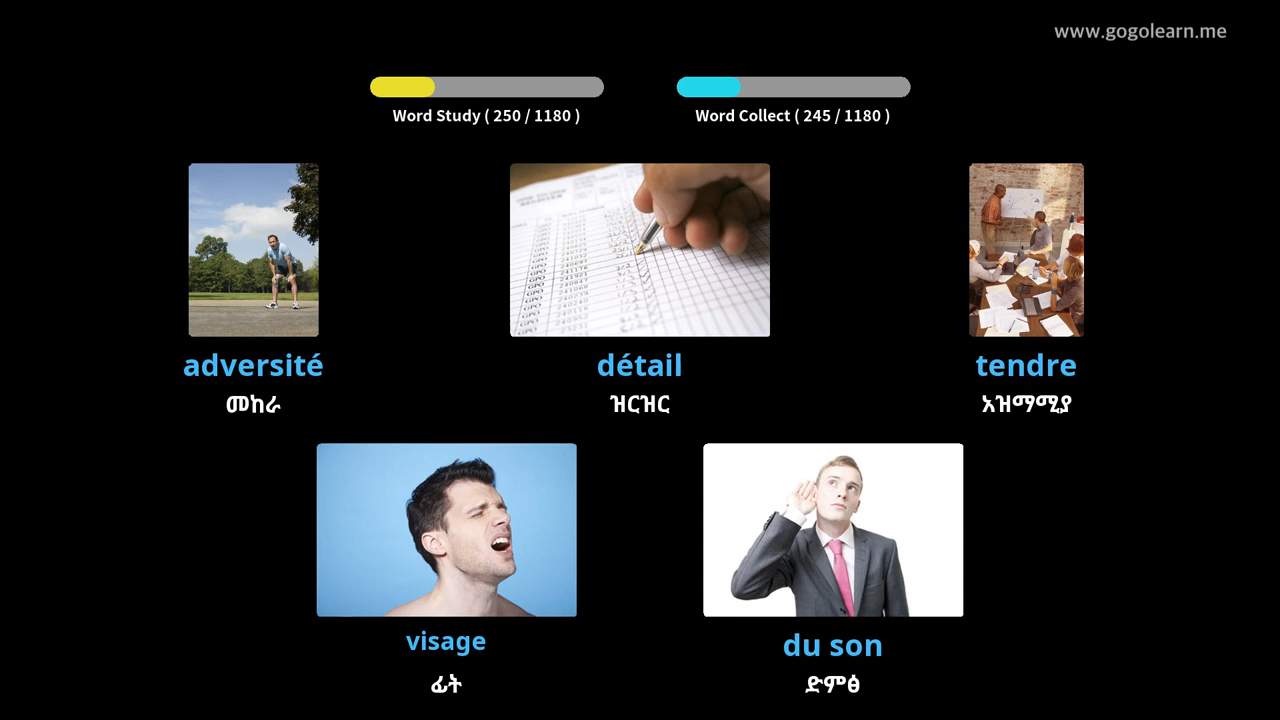 www.gogolearn.me
Word Study ( 250 / 1180 )
Word Collect ( 245 / 1180 )
adversité
መከራ
détail
ዝርዝር
tendre
አዝማሚያ
visage
ፊት
du son
ድምፅ